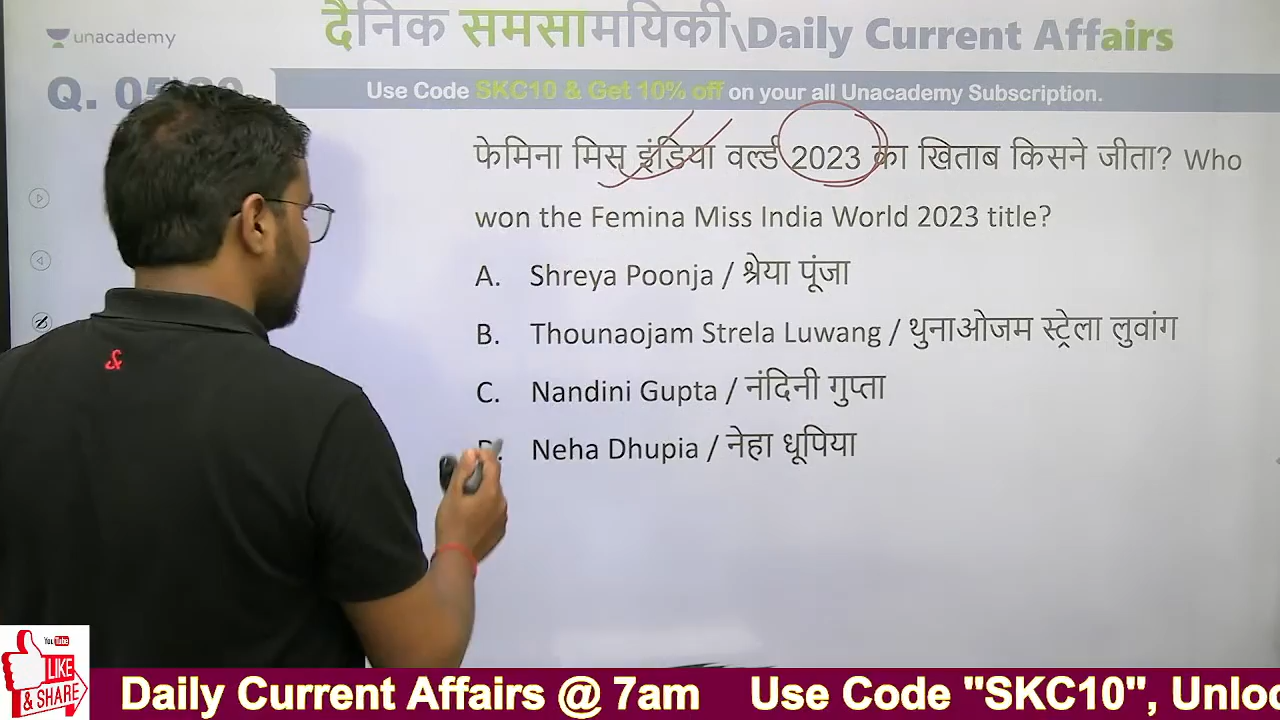 unacademy
दैनिक समसामयिकी\Daily Current Affairs
Q.
Use Code SKC10 & Get 10% off on your all Unacademy Subscription.
फेमिना मिस इंडिया वर्ल्ड 2023 का खिताब किसने जीता? Who
won the Femina Miss India World 2023 title?
A. Shreya Poonja / श्रेया पूंजा
B. Thounaojam Strela Luwang / थुनाओजम स्ट्रेला लुवांग
C. Nandini Gupta / नंदिनी गुप्ता
Neha Dhupia / नेहा धूपिया
YouTube
LIKE
& SHARE
Daily Current Affairs @ 7am Use Code "SKC10", Unloc